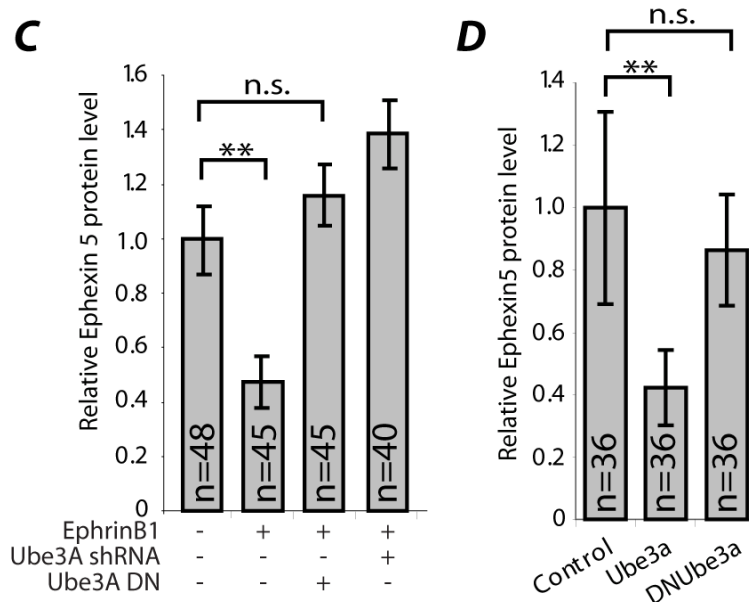 C
n.s.
**
Relative Ephexin 5 protein level
1.6
1.4
1.2
1.0
0.8
0.6
0.4
0.2
0
n=48
n=45
n=45
n=40
EphrinB1 - + + +
Ube3A shRNA - - - +
Ube3A DN - - + -
D
n.s.
**
Relative Ephexin5 protein level
1.4
1.2
1.0
0.8
0.6
0.4
0.2
0
n=36
n=36
n=36
Control
Ube3a
DNUbe3a